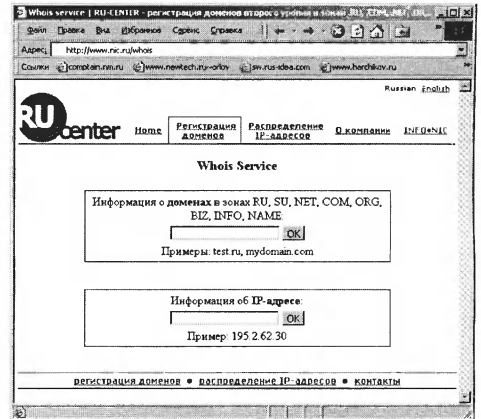 Whois service | RU-CENTER - регистрация доменов второго уровня в зонах RU, COM, NET,
Файл Правка Вид Избранное Сервис Справка
Адрес: http://www.nic.ru/whois
Ссылки complain.nm.ru www.newtech.ru-orlov sw.rus-idea.com www.harchikov.ru
Russian English
RU center Home Регистрация доменов Распределение IP-адресов О компании INFO*NIC
Whois Service
Информация о доменах в зонах RU, SU, NET, COM, ORG,
BIZ, INFO, NAME:
OK
Примеры: test.ru, mydomain.com
Информация об IP-адресе:
OK
Пример: 195.2.62.30
регистрация доменов • распределение IP-адресов • контакты